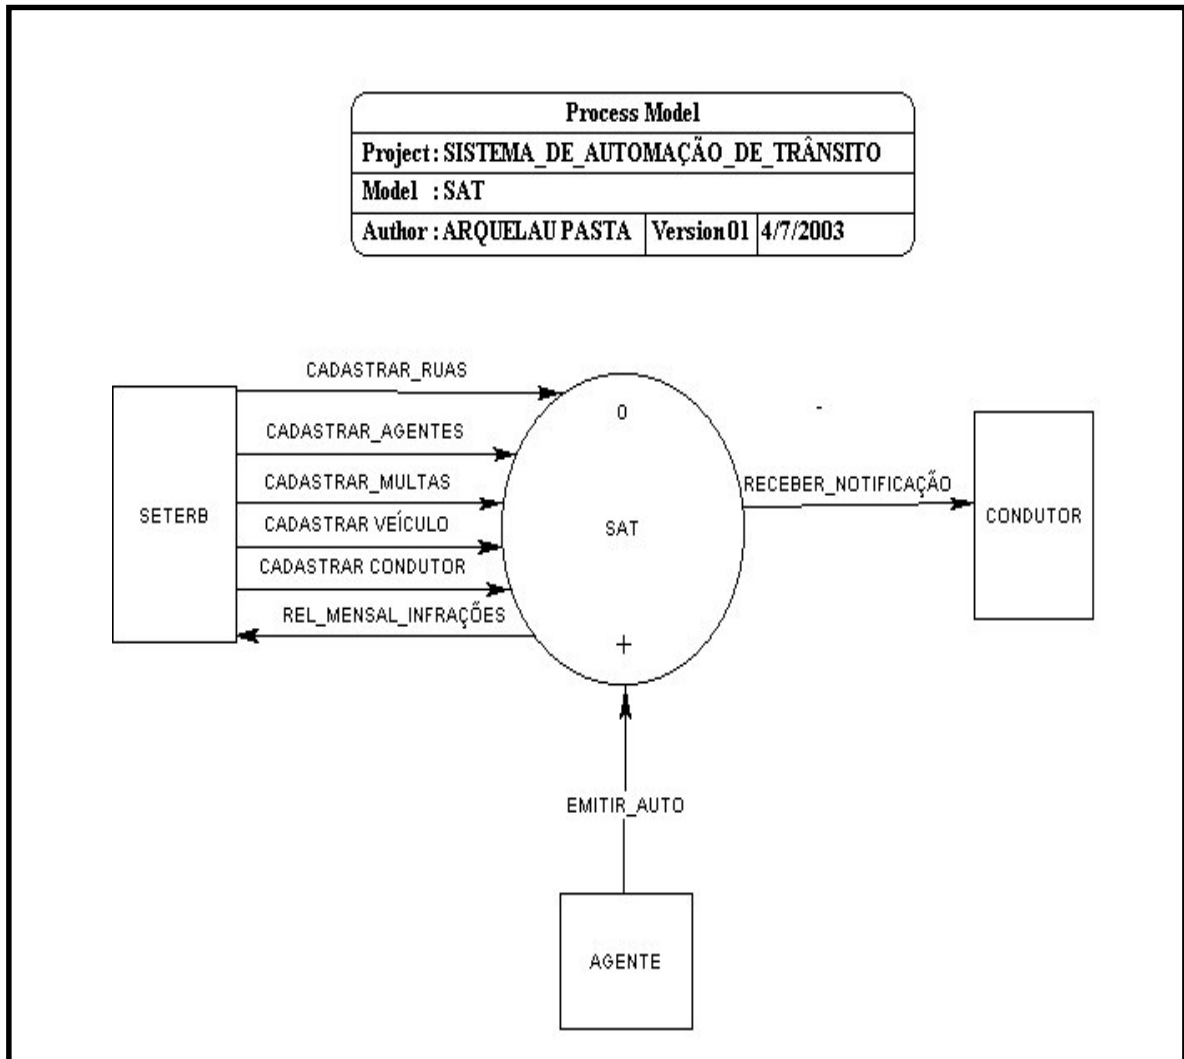 Process Model
Project : SISTEMA_DE_AUTOMAÇÃO_DE_TRÂNSITO
Model : SAT
Author : ARQUELAU PASTA Version 01 4/7/2003
CADASTRAR_RUAS
0
CADASTRAR_AGENTES
CADASTRAR_MULTAS
RECEBER_NOTIFICAÇÃO
SETERB
CADASTRAR VEÍCULO
SAT
CONDUTOR
CADASTRAR CONDUTOR
REL_MENSAL_INFRAÇÕES
+
EMITIR_AUTO
AGENTE